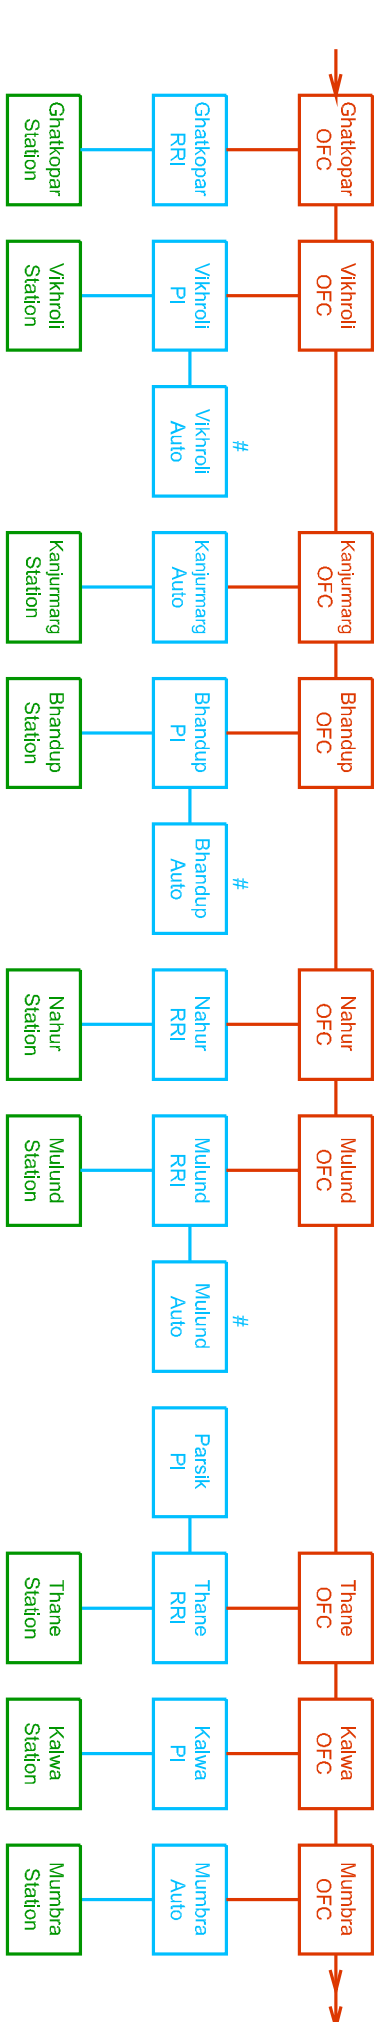 Ghatkopar
OFC
Vikhroli
OFC
Kanjurmarg
OFC
Bhandup
OFC
Nahur
OFC
Mulund
OFC
Thane
OFC
Kalwa
OFC
Mumbra
OFC
#
#
#
Ghatkopar
RRI
Vikhroli
PI
Vikhroli
Auto
Kanjurmarg
Auto
Bhandup
PI
Bhandup
Auto
Nahur
RRI
Mulund
RRI
Mulund
Auto
Parsik
PI
Thane
RRI
Kalwa
PI
Mumbra
Auto
Ghatkopar
Station
Vikhroli
Station
Kanjurmarg
Station
Bhandup
Station
Nahur
Station
Mulund
Station
Thane
Station
Kalwa
Station
Mumbra
Station